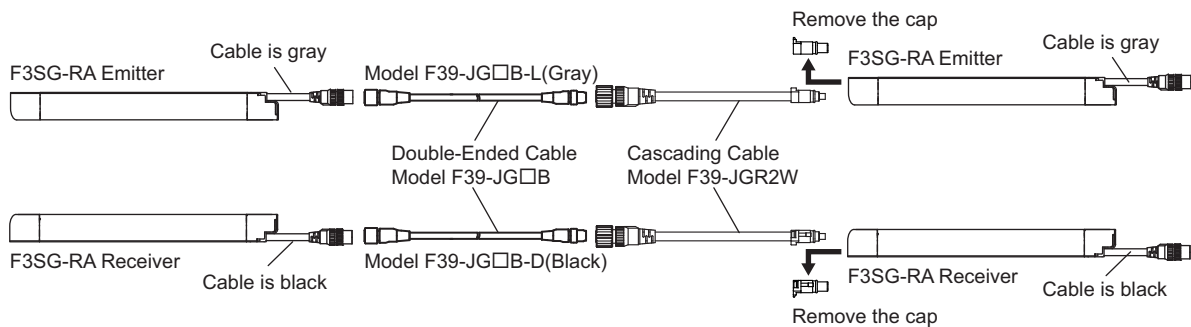 Remove the cap
Cable is gray
F3SG-RA Emitter
Model F39-JG□B-L(Gray)
F3SG-RA Emitter
Cable is gray
Double-Ended Cable
Model F39-JG□B
Cascading Cable
Model F39-JGR2W
F3SG-RA Receiver
Cable is black
Model F39-JG□B-D(Black)
F3SG-RA Receiver
Cable is black
Remove the cap